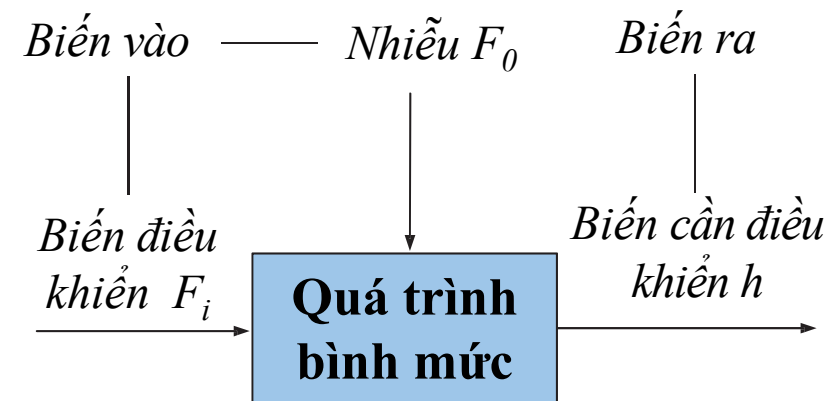 Biến vào
Nhiễu F₀
Biến ra
Biến điều
khiển Fᵢ
Biến cần điều
khiển h
Quá trình
bình mức